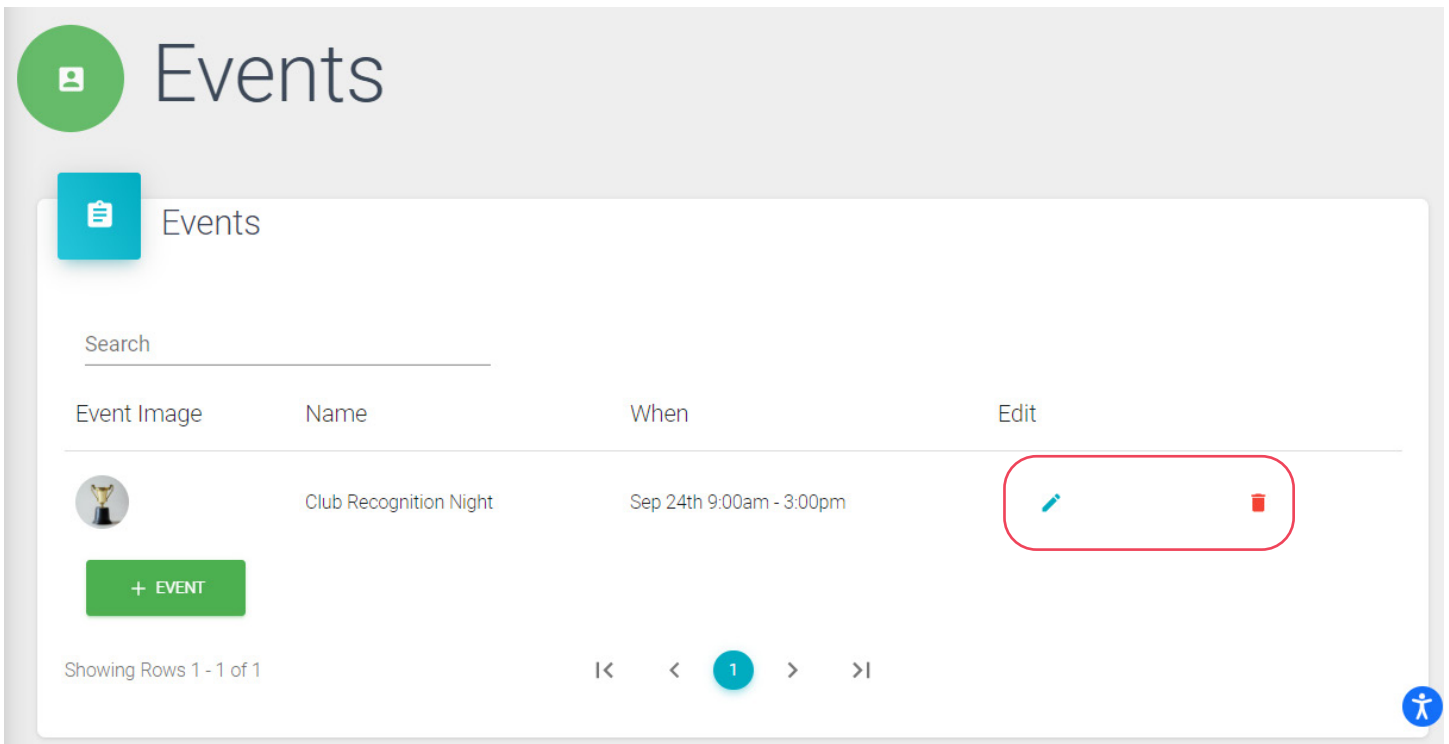 Events
Events
Search
Event Image Name When Edit
Club Recognition Night Sep 24th 9:00am - 3:00pm
+ EVENT
Showing Rows 1 - 1 of 1 1